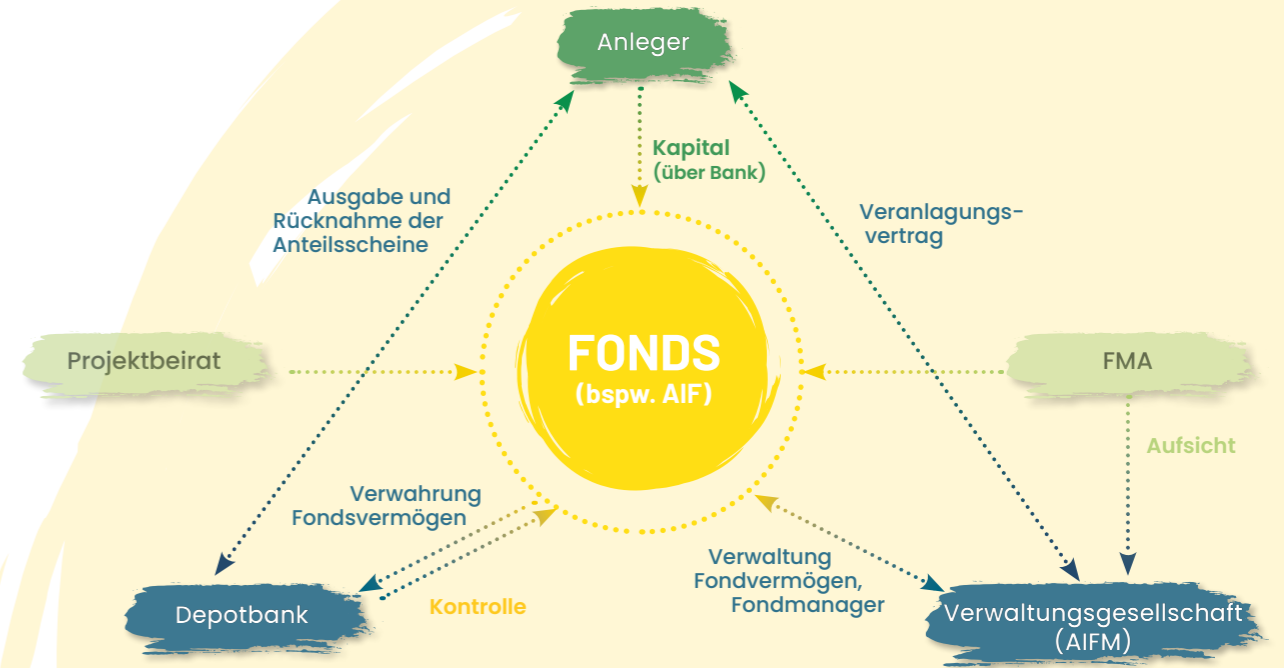 Anleger
Kapital
(über Bank)
Ausgabe und
Rücknahme der
Anteilsscheine
Veranlagungs-
vertrag
Projektbeirat
FONDS
(bspw. AIF)
FMA
Aufsicht
Verwahrung
Fondsvermögen
Kontrolle
Verwaltung
Fondvermögen,
Fondmanager
Depotbank
Verwaltungsgesellschaft
(AIFM)